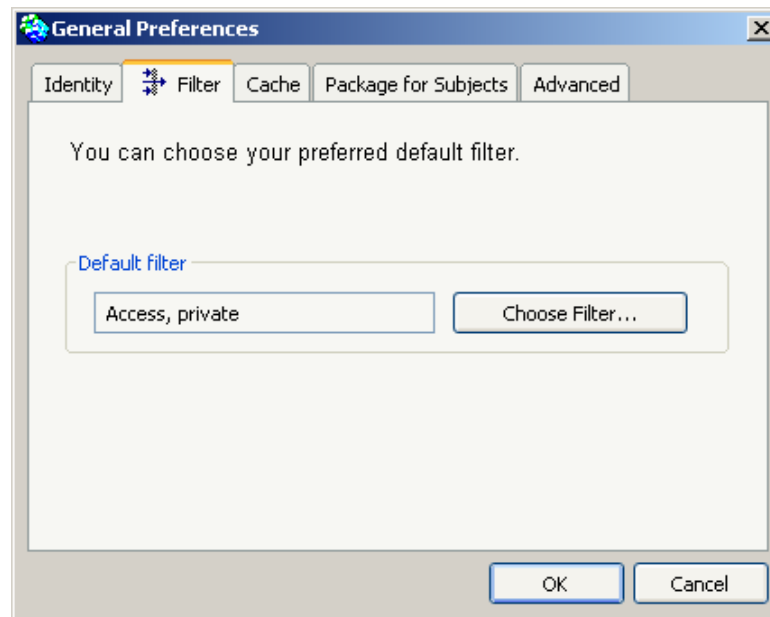 General Preferences
Identity Filter Cache Package for Subjects Advanced
You can choose your preferred default filter.
Default filter
Access, private Choose Filter...
OK Cancel